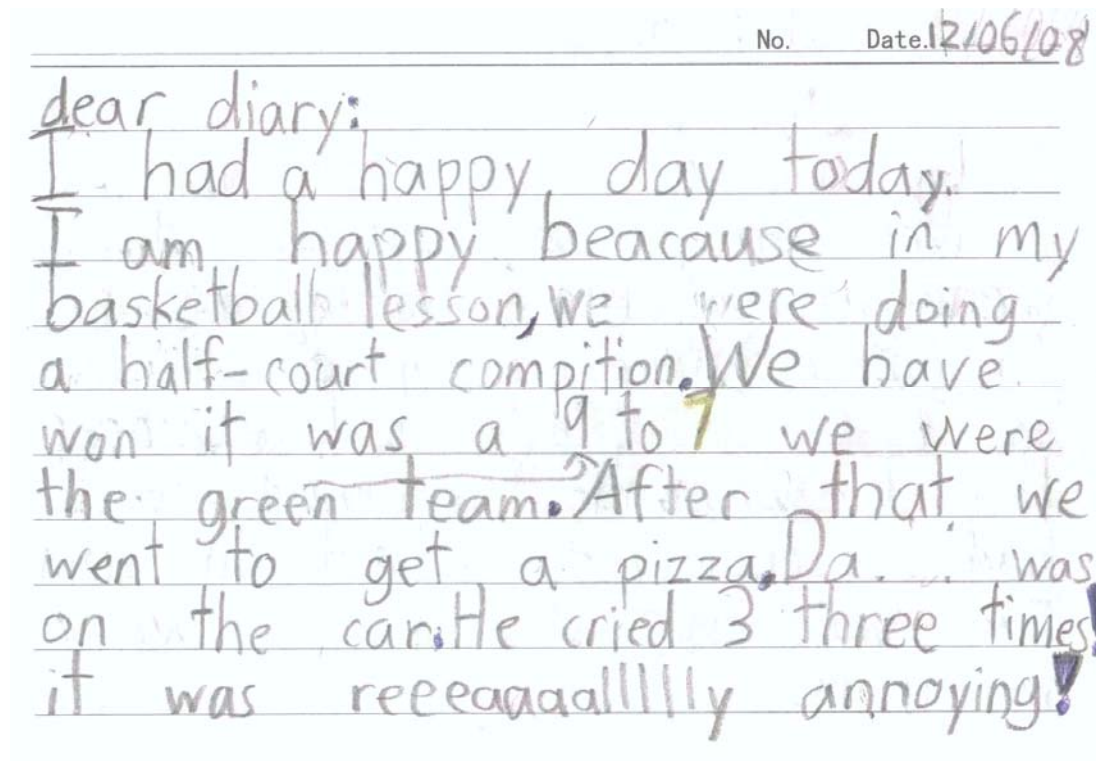 No. Date. 12/06/08
dear diary:
I had a happy day today.
I am happy beacause in my
basketball lesson, we were doing
a half-court compition. We have
won it was a 9 to 7 we were
the green team. After that we
went to get a pizza. Da. was
on the car. He cried 3 three times!
it was reeeaaaalllllly annoying!